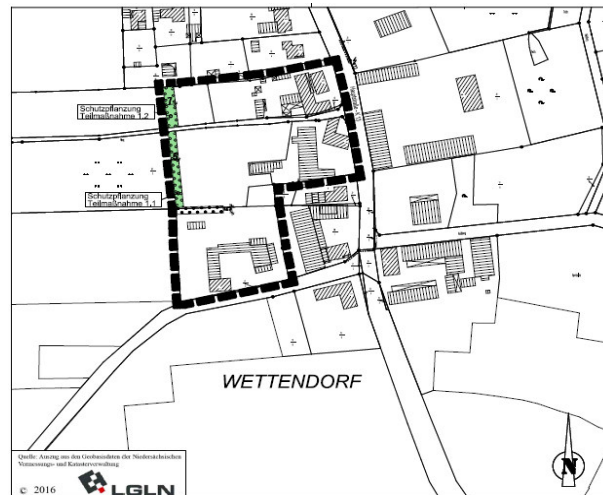 Schutzpflanzung
Teilmaßnahme 1.2
Schutzpflanzung
Teilmaßnahme 1.1
WETTENDORF
N
Quelle: Auszug aus den Geobasisdaten der Niedersächsischen
Vermessungs- und Katasterverwaltung
© 2016 LGLN